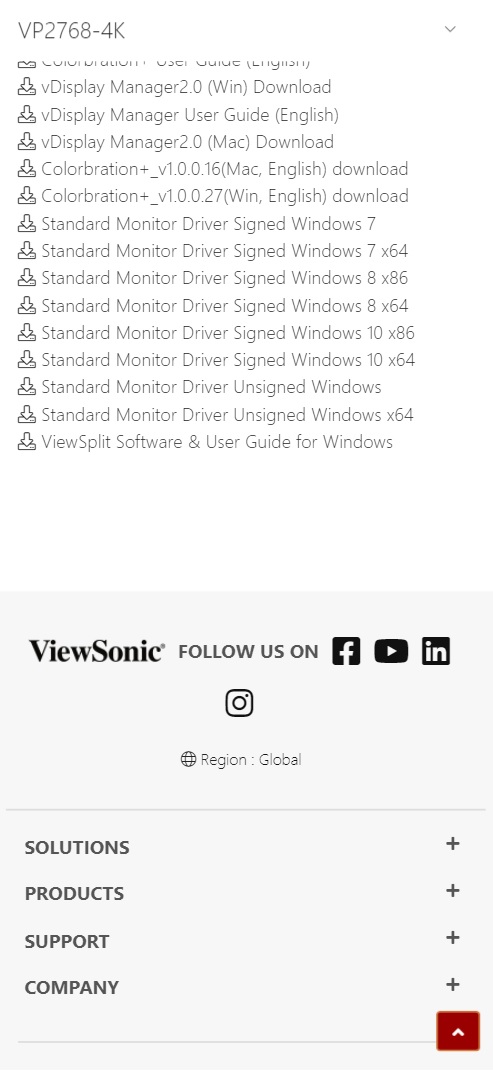 VP2768-4K
Colorbration+ User Guide (English)
vDisplay Manager2.0 (Win) Download
vDisplay Manager User Guide (English)
vDisplay Manager2.0 (Mac) Download
Colorbration+_v1.0.0.16(Mac, English) download
Colorbration+_v1.0.0.27(Win, English) download
Standard Monitor Driver Signed Windows 7
Standard Monitor Driver Signed Windows 7 x64
Standard Monitor Driver Signed Windows 8 x86
Standard Monitor Driver Signed Windows 8 x64
Standard Monitor Driver Signed Windows 10 x86
Standard Monitor Driver Signed Windows 10 x64
Standard Monitor Driver Unsigned Windows
Standard Monitor Driver Unsigned Windows x64
ViewSplit Software & User Guide for Windows
ViewSonic® FOLLOW US ON
Region : Global
SOLUTIONS
PRODUCTS
SUPPORT
COMPANY